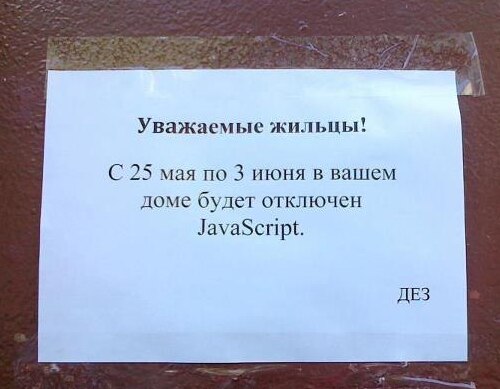 Уважаемые жильцы!
С 25 мая по 3 июня в вашем
доме будет отключен
JavaScript.
ДЕЗ